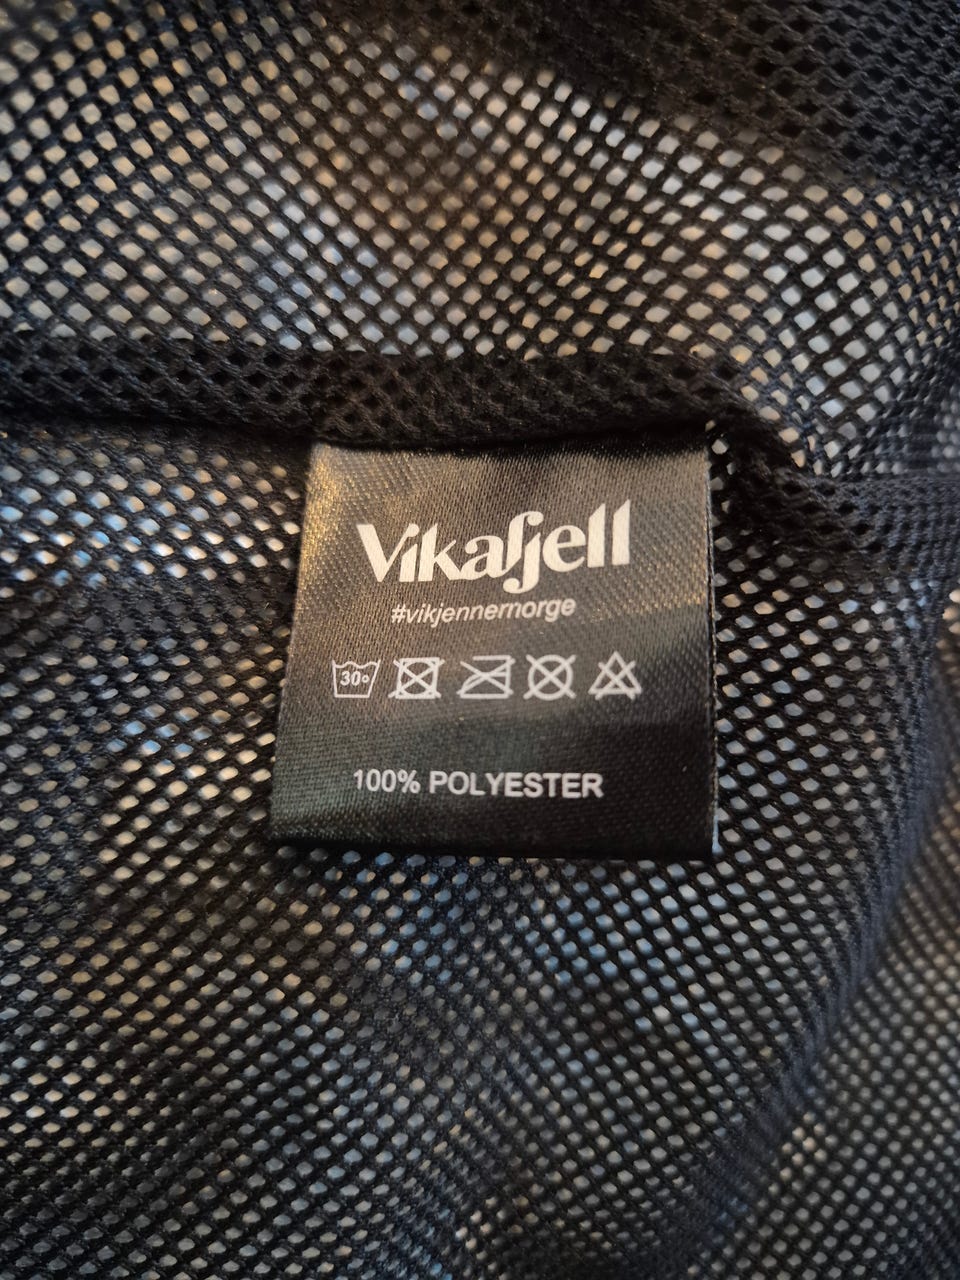 Vikafjell
#vikjennernorge
30°
100% POLYESTER